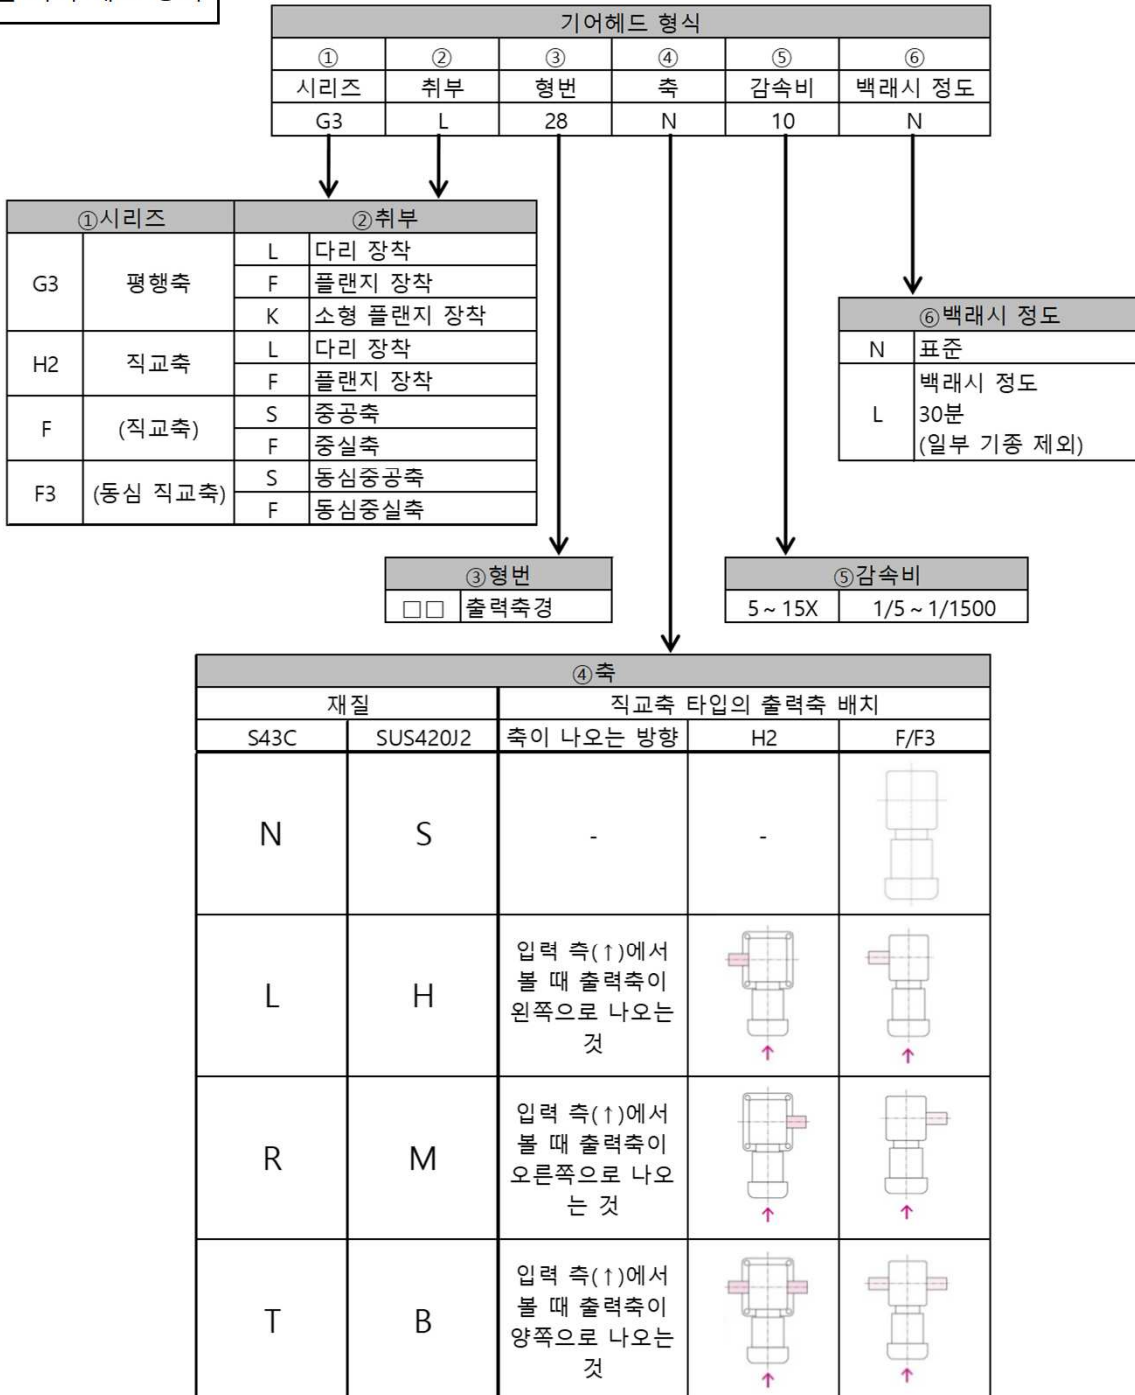 기어헤드 형식
① ② ③ ④ ⑤ ⑥
시리즈 취부 형번 축 감속비 백래시 정도
G3 L 28 N 10 N
①시리즈 ②취부
G3 평행축
L 다리 장착
F 플랜지 장착
K 소형 플랜지 장착
H2 직교축
L 다리 장착
F 플랜지 장착
F (직교축)
S 중공축
F 중실축
F3 (동심 직교축)
S 동심중공축
F 동심중실축
⑥백래시 정도
N 표준
L 백래시 정도
30분
(일부 기종 제외)
③형번
□□ 출력축경
⑤감속비
5~15X 1/5~1/1500
④축
재질 직교축 타입의 출력축 배치
S43C SUS420J2 축이 나오는 방향 H2 F/F3
N S - -
L H 입력 측(↑)에서
볼 때 출력축이
왼쪽으로 나오는
것
↑ ↑
R M 입력 측(↑)에서
볼 때 출력축이
오른쪽으로 나오
는 것
↑ ↑
T B 입력 측(↑)에서
볼 때 출력축이
양쪽으로 나오는
것
↑ ↑